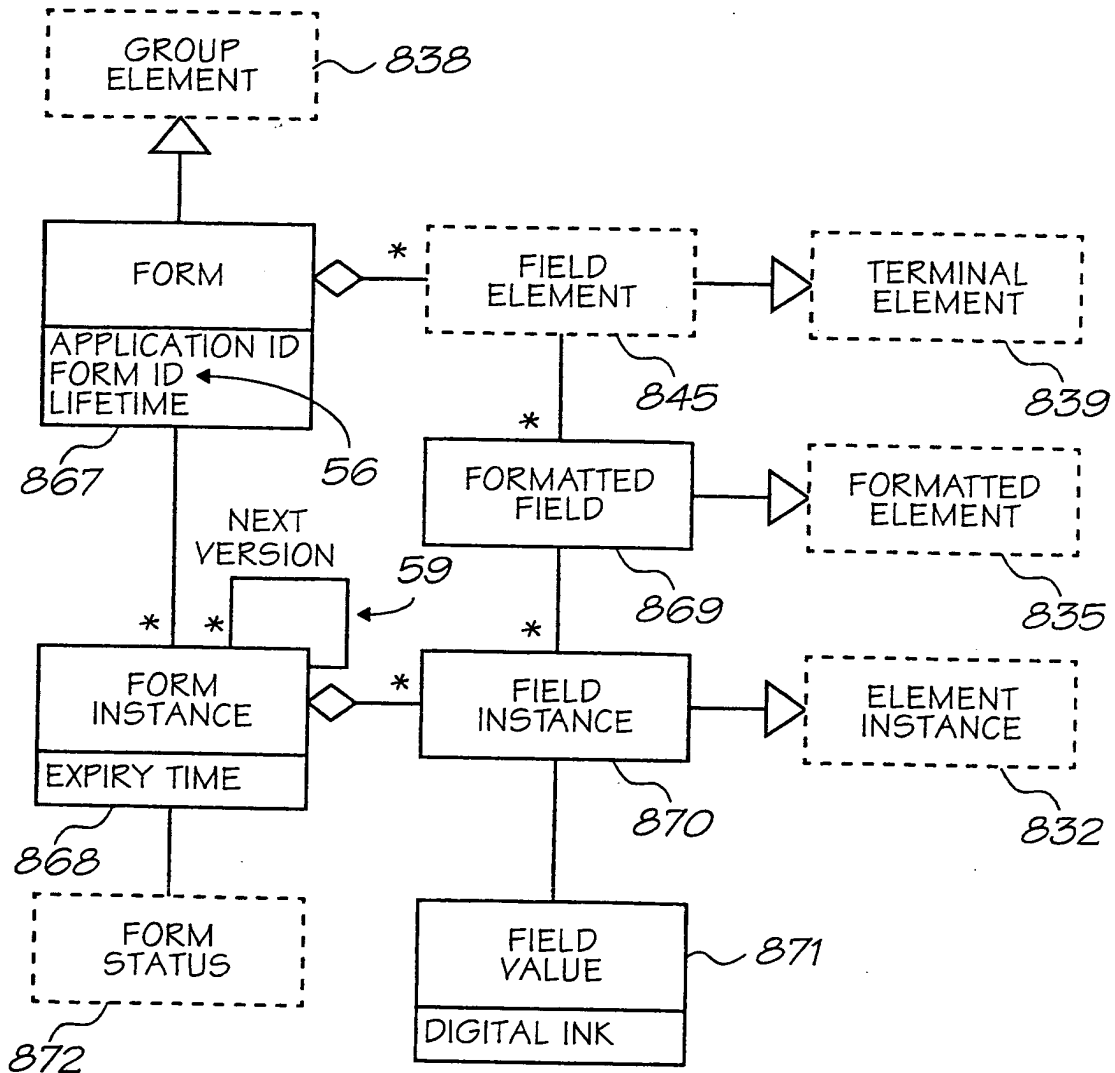 GROUP
ELEMENT
838
FORM
*
FIELD
ELEMENT
TERMINAL
ELEMENT
APPLICATION ID
FORM ID
LIFETIME
845
839
867
56
*
FORMATTED
FIELD
FORMATTED
ELEMENT
NEXT
VERSION
59
869
835
*
*
*
FORM
INSTANCE
*
FIELD
INSTANCE
ELEMENT
INSTANCE
EXPIRY TIME
870
832
868
FORM
STATUS
FIELD
VALUE
871
DIGITAL INK
872